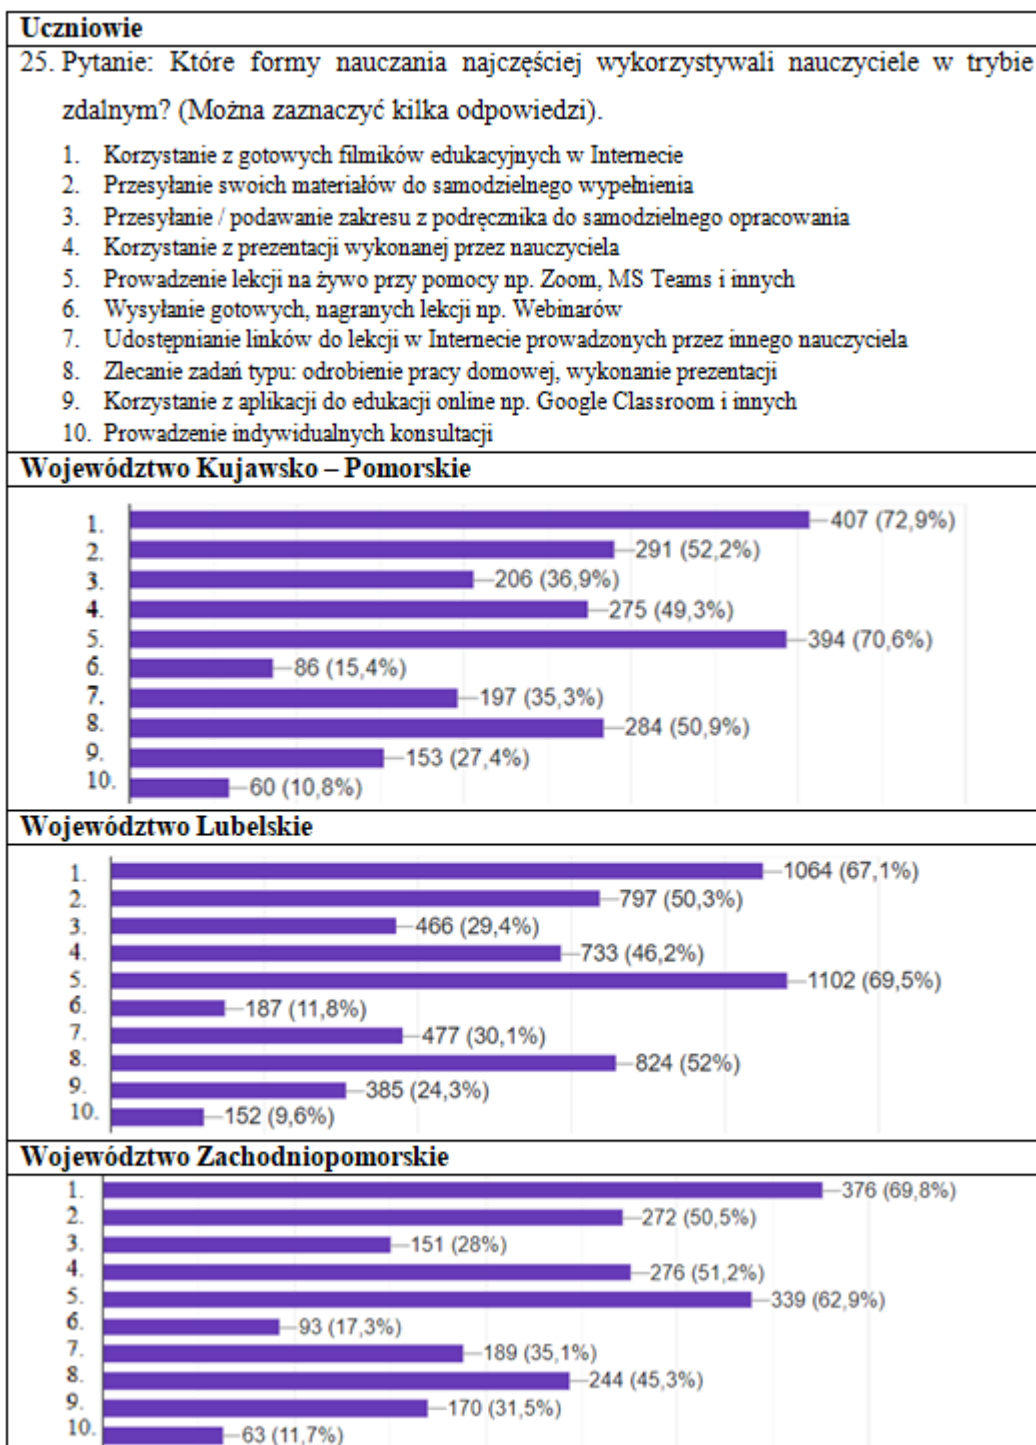 Uczniowie
25. Pytanie: Które formy nauczania najczęściej wykorzystywali nauczyciele w trybie
zdalnym? (Można zaznaczyć kilka odpowiedzi).
1. Korzystanie z gotowych filmików edukacyjnych w Internecie
2. Przesyłanie swoich materiałów do samodzielnego wypełnienia
3. Przesyłanie / podawanie zakresu z podręcznika do samodzielnego opracowania
4. Korzystanie z prezentacji wykonanej przez nauczyciela
5. Prowadzenie lekcji na żywo przy pomocy np. Zoom, MS Teams i innych
6. Wysyłanie gotowych, nagranych lekcji np. Webinarów
7. Udostępnianie linków do lekcji w Internecie prowadzonych przez innego nauczyciela
8. Zlecanie zadań typu: odrobienie pracy domowej, wykonanie prezentacji
9. Korzystanie z aplikacji do edukacji online np. Google Classroom i innych
10. Prowadzenie indywidualnych konsultacji
Województwo Kujawsko – Pomorskie
1. 407 (72,9%)
2. 291 (52,2%)
3. 206 (36,9%)
4. 275 (49,3%)
5. 394 (70,6%)
6. 86 (15,4%)
7. 197 (35,3%)
8. 284 (50,9%)
9. 153 (27,4%)
10. 60 (10,8%)
Województwo Lubelskie
1. 1064 (67,1%)
2. 797 (50,3%)
3. 466 (29,4%)
4. 733 (46,2%)
5. 1102 (69,5%)
6. 187 (11,8%)
7. 477 (30,1%)
8. 824 (52%)
9. 385 (24,3%)
10. 152 (9,6%)
Województwo Zachodniopomorskie
1. 376 (69,8%)
2. 272 (50,5%)
3. 151 (28%)
4. 276 (51,2%)
5. 339 (62,9%)
6. 93 (17,3%)
7. 189 (35,1%)
8. 244 (45,3%)
9. 170 (31,5%)
10. 63 (11,7%)